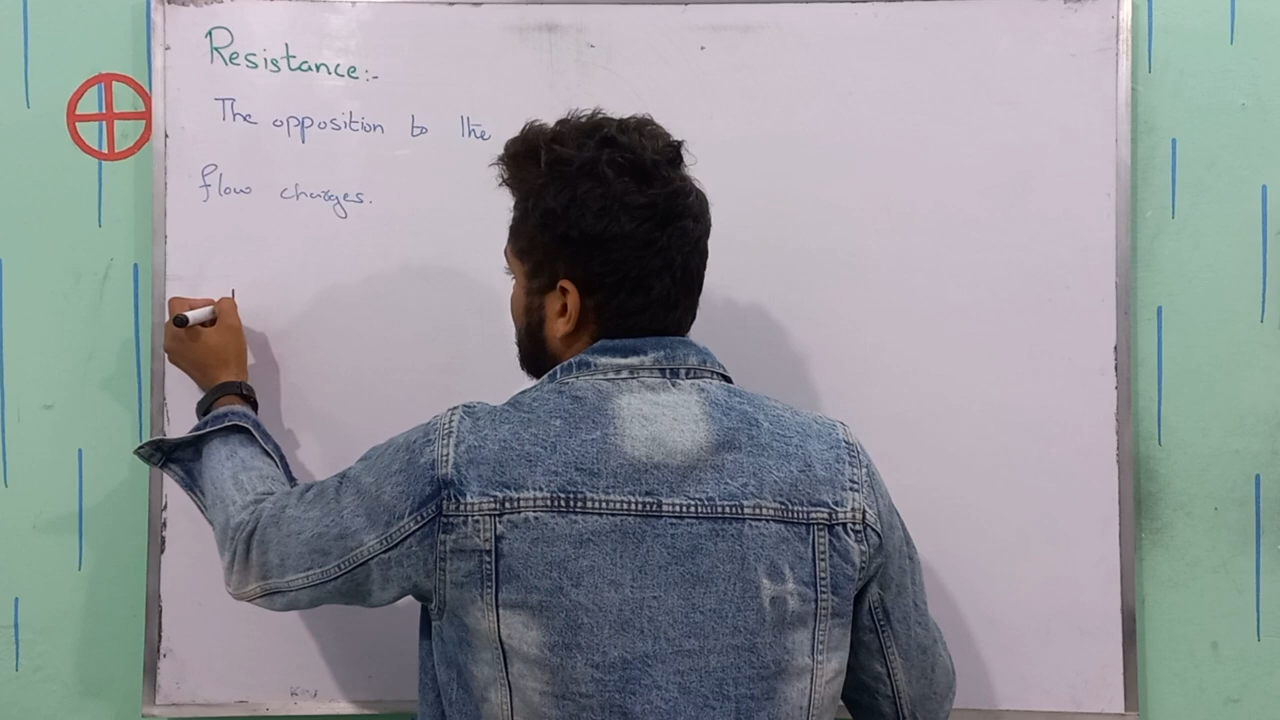 Resistance:-
The opposition to the
flow charges.